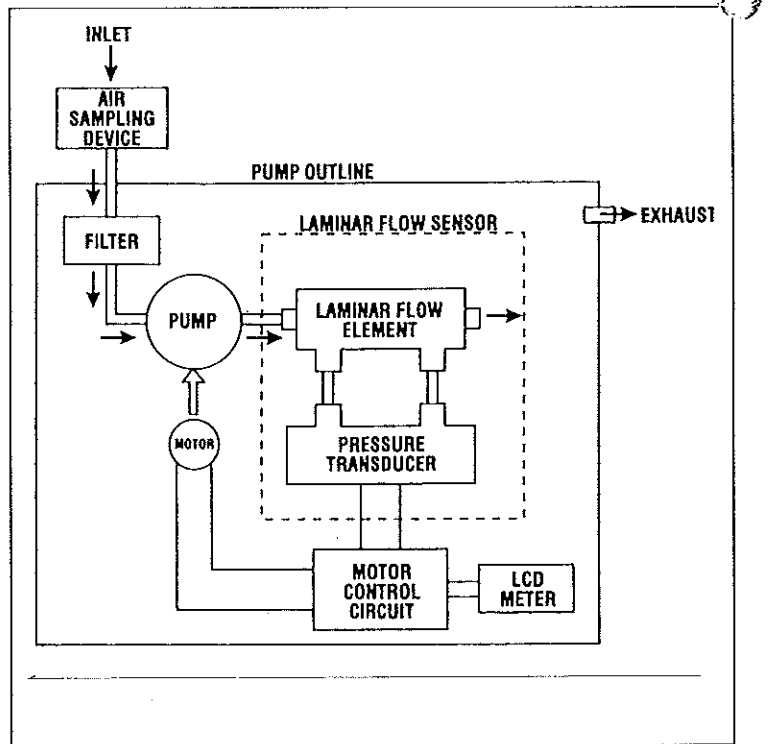 INLET
AIR
SAMPLING
DEVICE
PUMP OUTLINE
EXHAUST
LAMINAR FLOW SENSOR
FILTER
PUMP
LAMINAR FLOW
ELEMENT
MOTOR
PRESSURE
TRANSDUCER
MOTOR
CONTROL
CIRCUIT
LCD
METER